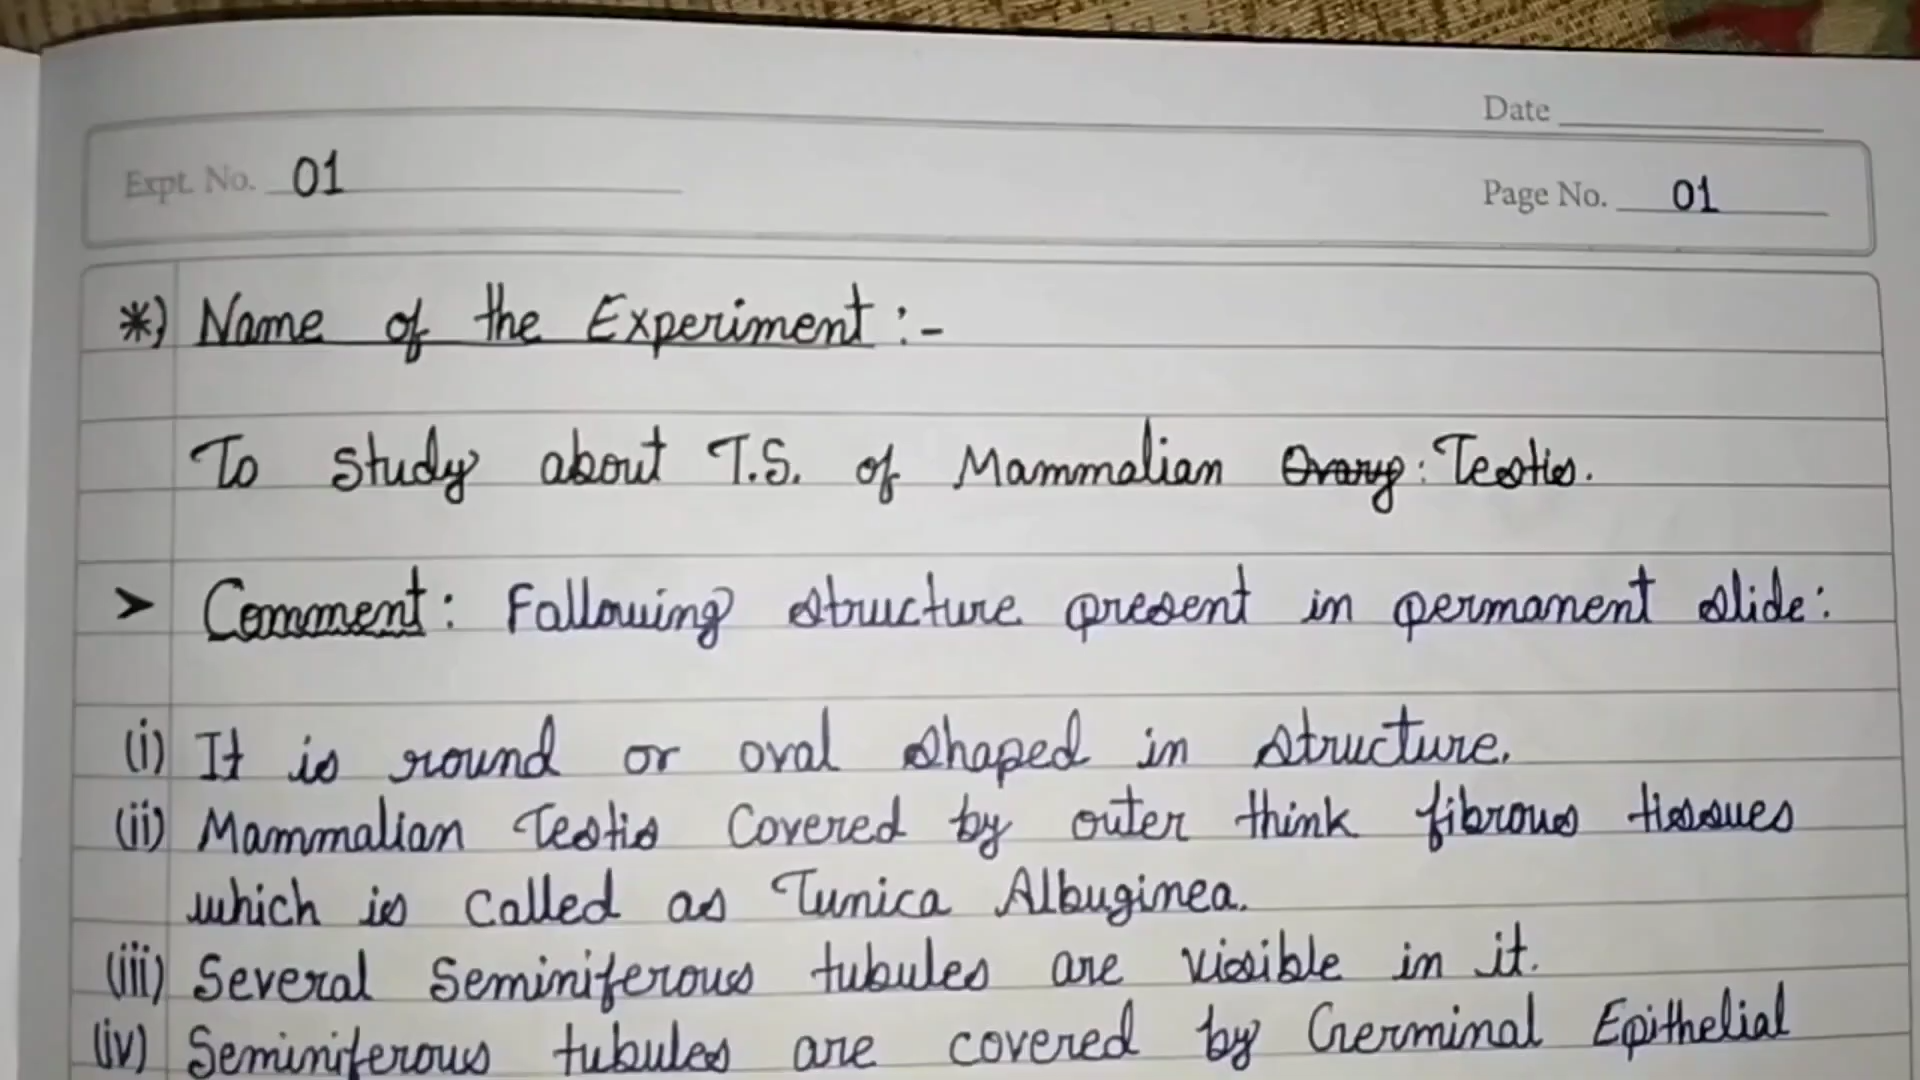 Date
Expt. No. 01
Page No. 01
*) Name of the Experiment :-
To study about T.S. of Mammalian Ovary: Testis.
➤ Comment: Following structure present in permanent slide:
(i) It is round or oval shaped in structure.
(ii) Mammalian Testis Covered by outer think fibrous tissues
which is called as Tunica Albuginea.
(iii) Several Seminiferous tubules are visible in it.
(iv) Seminiferous tubules are covered by Germinal Epithelial